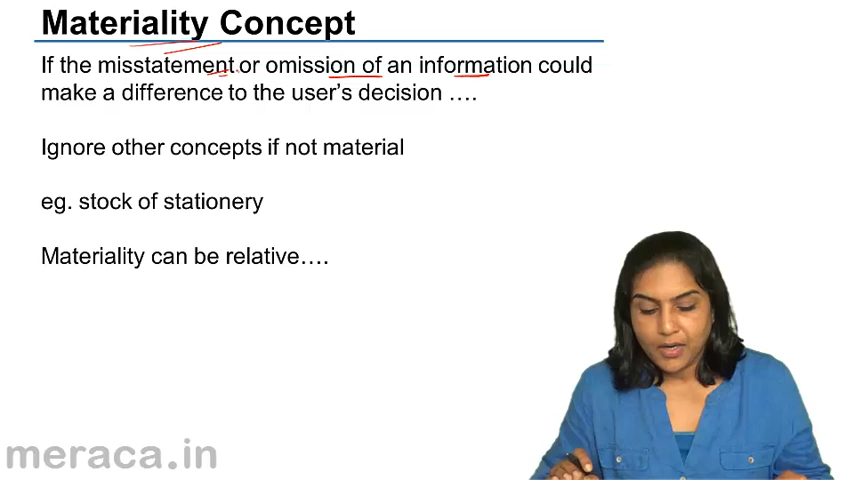 Materiality Concept
If the misstatement or omission of an information could
make a difference to the user's decision ….
Ignore other concepts if not material
eg. stock of stationery
Materiality can be relative….
meraca.in